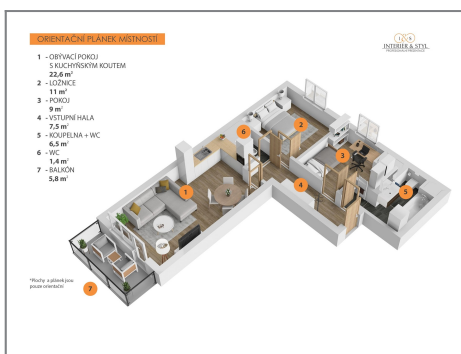 ORIENTAČNÍ PLÁNEK MÍSTNOSTÍ
1 - OBÝVACÍ POKOJ
S KUCHYŇSKÝM KOUTEM
22,6 m²
2 - LOŽNICE
11 m²
3 - POKOJ
9 m²
4 - VSTUPNÍ HALA
7,5 m²
5 - KOUPELNA + WC
6,5 m²
6 - WC
1,4 m²
7 - BALKÓN
5,8 m²
INTERIÉR & STYL
1
2
3
4
5
6
7
*Plochy a plánek jsou
pouze orientační